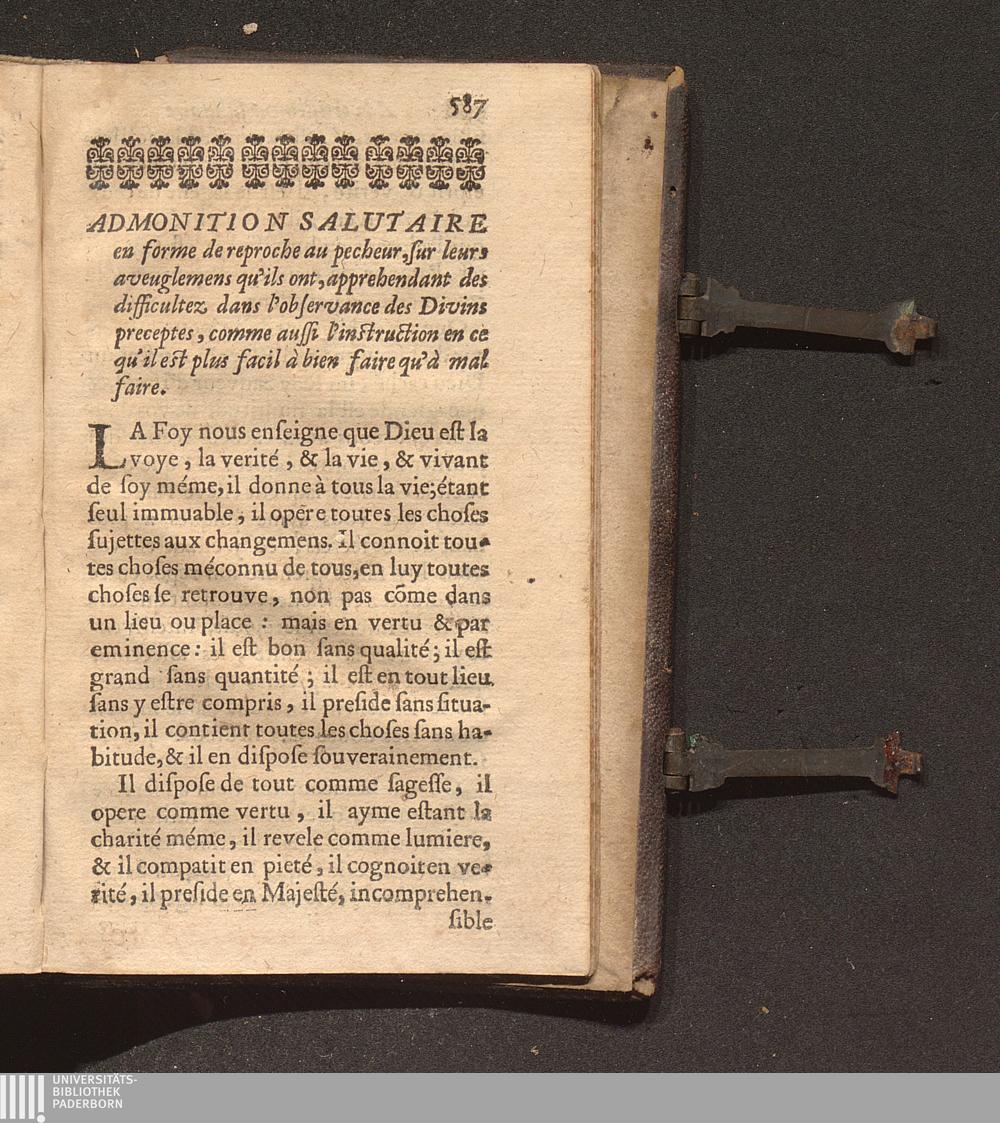 587
ADMONITION SALUTAIRE
en forme de reproche au pecheur, ſur leurs
aveuglemens qu'ils ont, apprehendant des
difficultez dans l'obſervance des Divins
preceptes, comme auſſi l'inſtruction en ce
qu'il eſt plus facil à bien faire qu'à mal
faire.
LA Foy nous enſeigne que Dieu eſt la
voye, la verité, & la vie, & vivant
de ſoy méme, il donne à tous la vie; étant
ſeul immuable, il opere toutes les choſes
ſujettes aux changemens. Il connoit tou-
tes choſes méconnu de tous, en luy toutes
choſes ſe retrouve, non pas cõme dans
un lieu ou place : mais en vertu & par
eminence : il eſt bon ſans qualité; il eſt
grand ſans quantité ; il eſt en tout lieu
ſans y eſtre compris, il preſide ſans ſitua-
tion, il contient toutes les choſes ſans ha-
bitude, & il en diſpoſe ſouverainement.
Il diſpoſe de tout comme ſageſſe, il
opere comme vertu, il ayme eſtant la
charité méme, il revele comme lumiere,
& il compatit en pieté, il cognoit en ve-
rité, il preſide en Majeſté, incomprehen-
ſible
UNIVERSITÄTS-
BIBLIOTHEK
PADERBORN